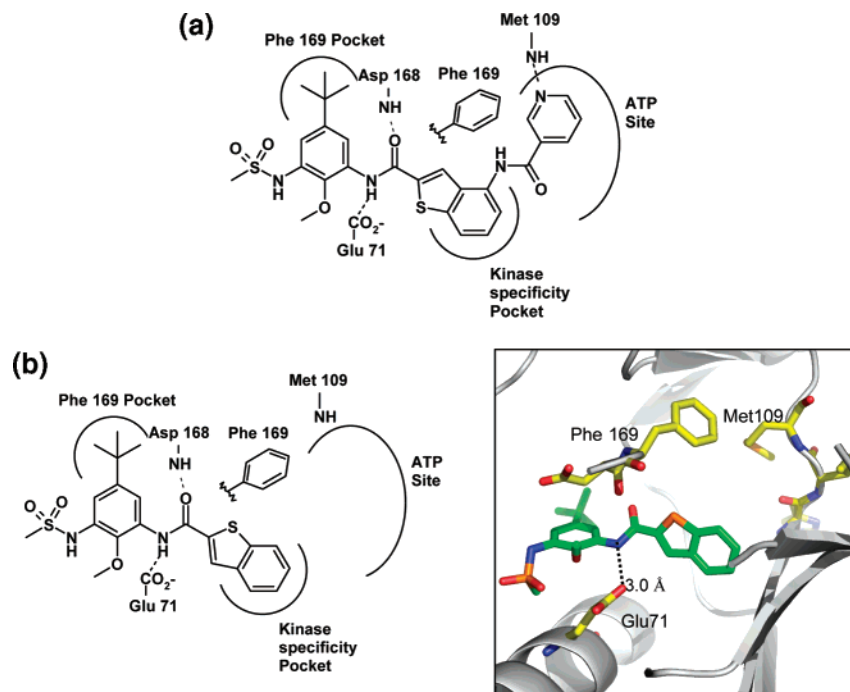 (a)
Met 109
NH
Phe 169 Pocket
Asp 168
NH
Phe 169
N
ATP
Site
O
O
S
N
H
O
N
H
O
S
H
N
O
CO2-
Glu 71
Kinase
specificity
Pocket
(b)
Met 109
NH
Phe 169 Pocket
Asp 168
NH
Phe 169
ATP
Site
O
O
S
N
H
O
N
H
O
S
CO2-
Glu 71
Kinase
specificity
Pocket
Phe 169
Met109
3.0 Å
Glu71